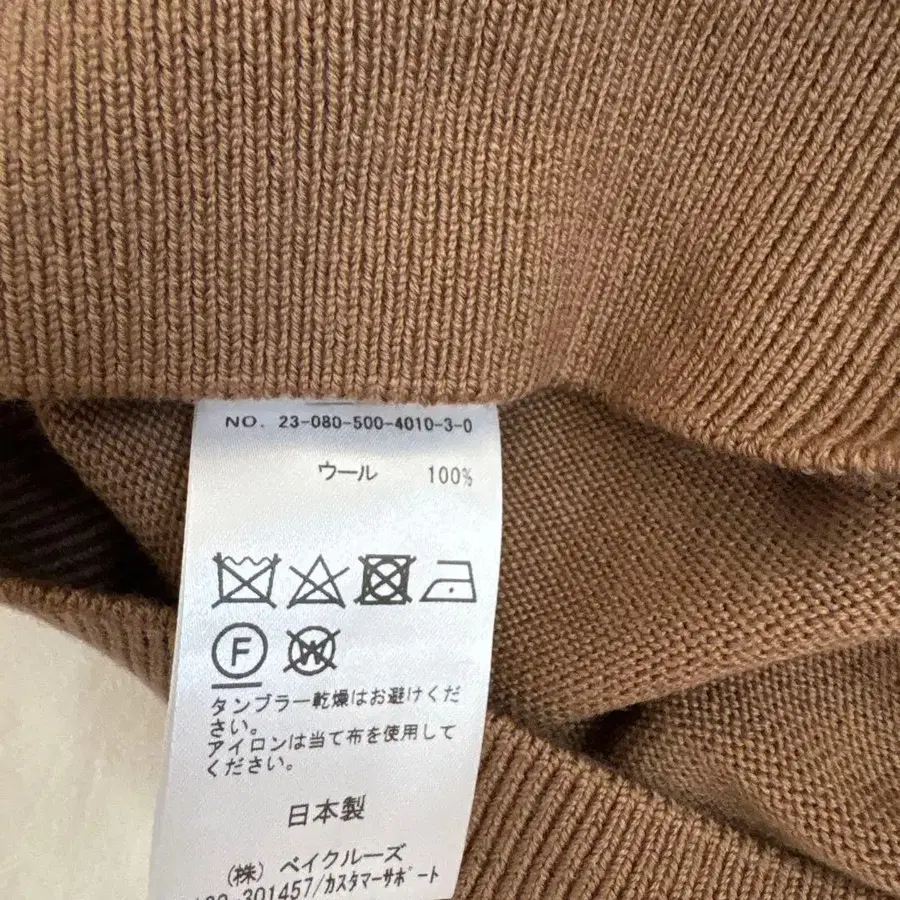 NO. 23-080-500-4010-3-0
ウール 100%
F W
タンブラー乾燥はお避けくだ
さい。
アイロンは当て布を使用して
ください。
日本製
(株) ベイクルーズ
301457/カスタマーサポート